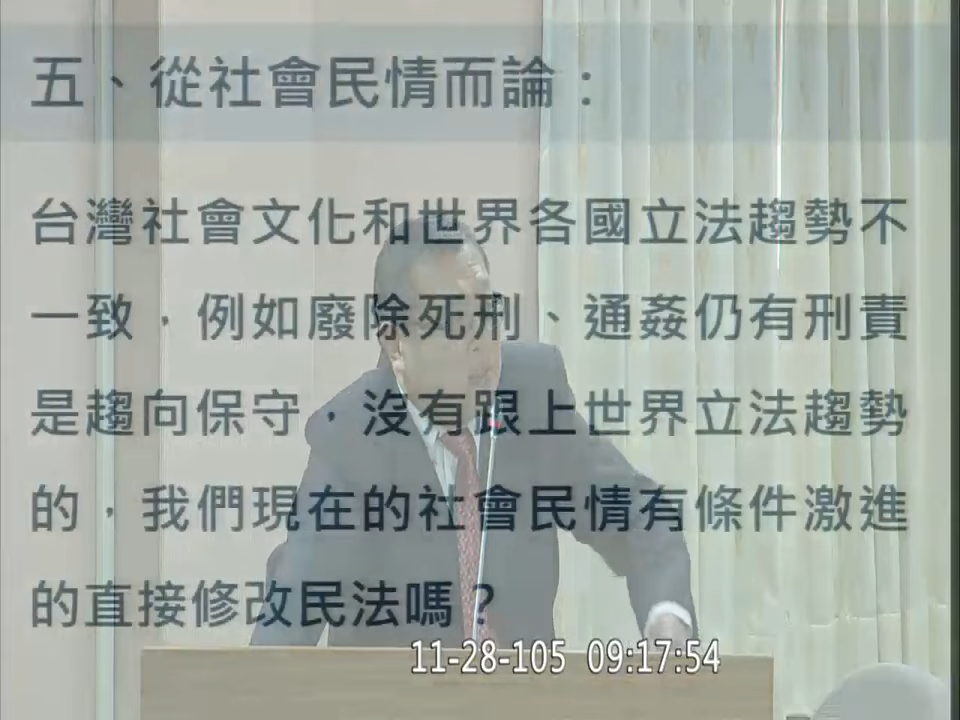 五、從社會民情而論：
台灣社會文化和世界各國立法趨勢不
一致，例如廢除死刑、通姦仍有刑責
是趨向保守，沒有跟上世界立法趨勢
的，我們現在的社會民情有條件激進
的直接修改民法嗎？
11-28-105 09:17:54